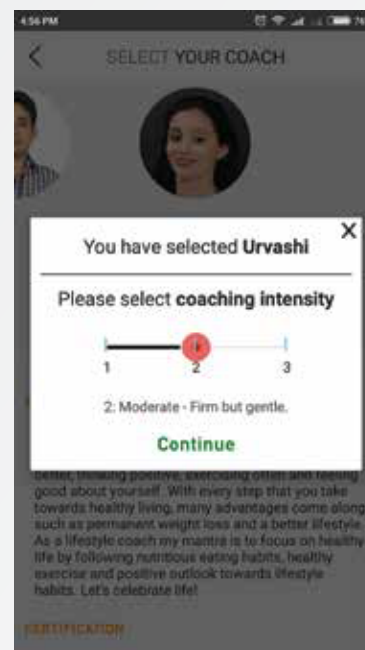 4:56 PM
SELECT YOUR COACH
X
You have selected Urvashi
Please select coaching intensity
1 2 3
2: Moderate - Firm but gentle.
Continue
better, thinking positive, exercising often and feeling
good about yourself. With every step that you take
towards healthy living, many advantages come along
such as permanent weight loss and a better lifestyle.
As a lifestyle coach my mantra is to focus on healthy
life by following nutritious eating habits, healthy
exercise and positive outlook towards lifestyle
habits. Let's celebrate life!
CERTIFICATION